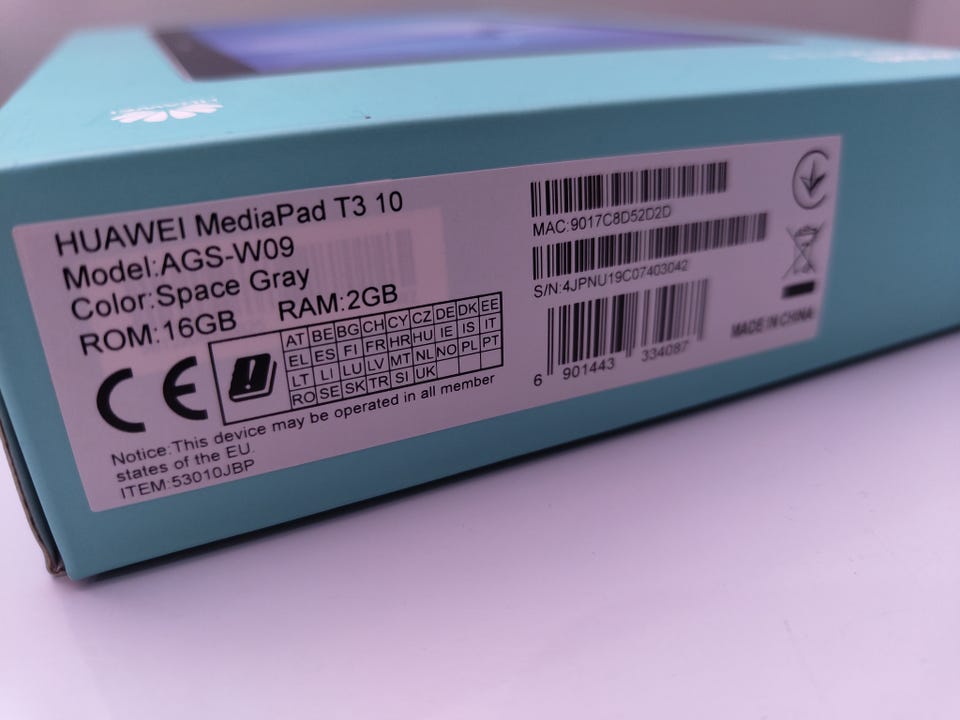 HUAWEI MediaPad T3 10
Model:AGS-W09
Color:Space Gray
ROM:16GB RAM:2GB
AT BE BG CH CY CZ DE DK EE
EL ES FI FR HR HU IE IS IT
LT LI LU LV MT NL NO PL PT
RO SE SK TR SI UK
CE
Notice:This device may be operated in all member
states of the EU.
ITEM:53010JBP
MAC:9017C8D52D2D
S/N:4JPNU19C07403042
6 901443 334087
MADE IN CHINA